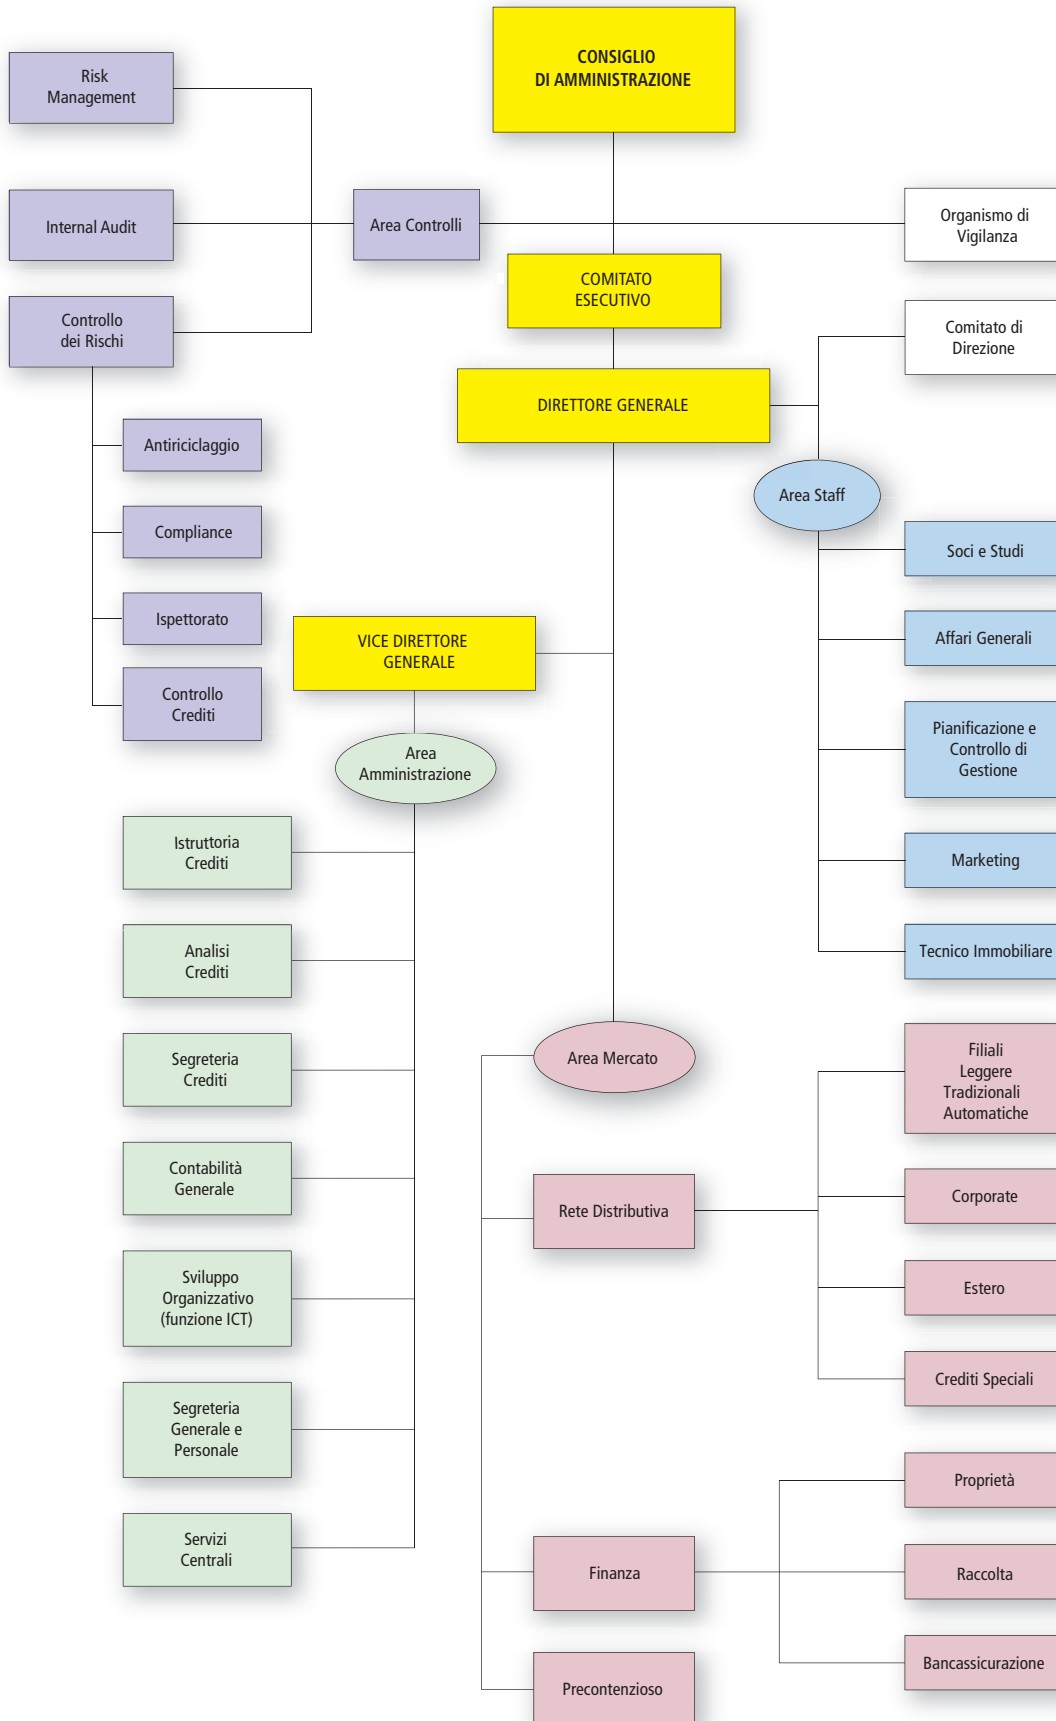 CONSIGLIO
DI AMMINISTRAZIONE
Risk
Management
Internal Audit
Area Controlli
Organismo di
Vigilanza
COMITATO
ESECUTIVO
Controllo
dei Rischi
Comitato di
Direzione
DIRETTORE GENERALE
Antiriciclaggio
Compliance
Ispettorato
Controllo
Crediti
Area Staff
Soci e Studi
Affari Generali
Pianificazione e
Controllo di
Gestione
Marketing
Tecnico Immobiliare
VICE DIRETTORE
GENERALE
Area
Amministrazione
Istruttoria
Crediti
Analisi
Crediti
Segreteria
Crediti
Contabilità
Generale
Sviluppo
Organizzativo
(funzione ICT)
Segreteria
Generale e
Personale
Servizi
Centrali
Area Mercato
Rete Distributiva
Filiali
Leggere
Tradizionali
Automatiche
Corporate
Estero
Crediti Speciali
Finanza
Proprietà
Raccolta
Bancassicurazione
Precontenzioso